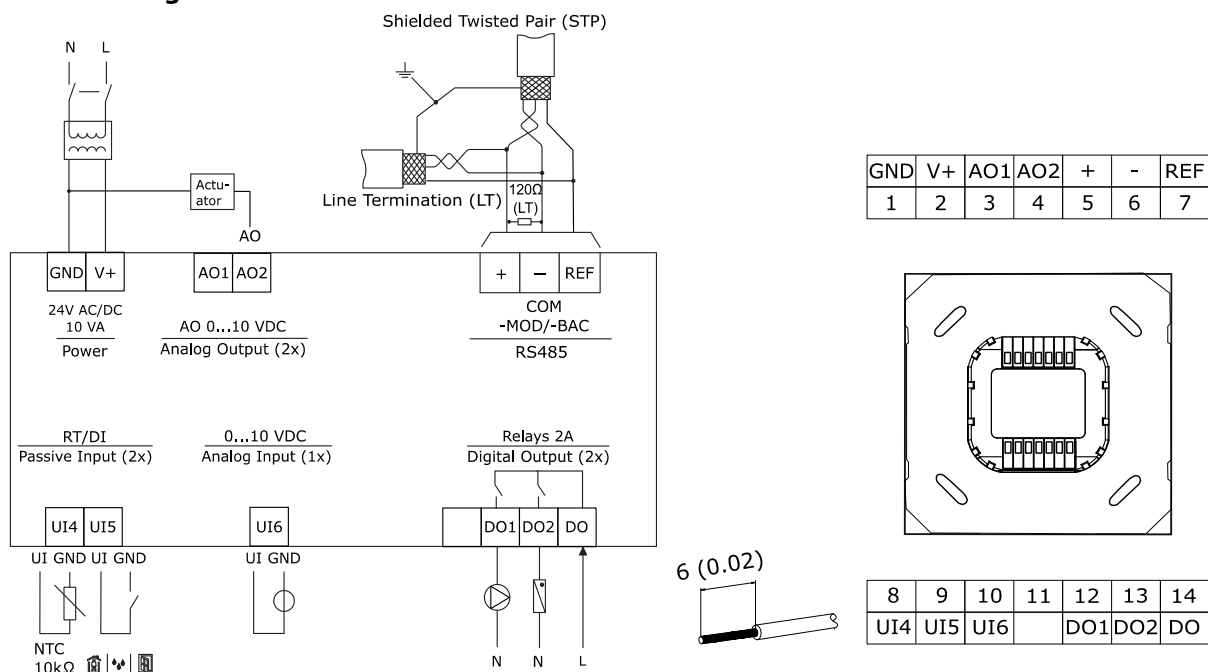 Shielded Twisted Pair (STP)
N L
Actu-
ator
AO
Line Termination (LT)
120Ω
(LT)
GND V+
AO1 AO2
+ − REF
24V AC/DC
10 VA
Power
AO 0...10 VDC
Analog Output (2x)
COM
-MOD/-BAC
RS485
RT/DI
Passive Input (2x)
0...10 VDC
Analog Input (1x)
Relays 2A
Digital Output (2x)
UI4 UI5
UI6
DO1 DO2 DO
UI GND UI GND
UI GND
NTC
10kΩ
N N L
6 (0.02)
GND V+ AO1 AO2 + - REF
1 2 3 4 5 6 7
8 9 10 11 12 13 14
UI4 UI5 UI6 DO1 DO2 DO